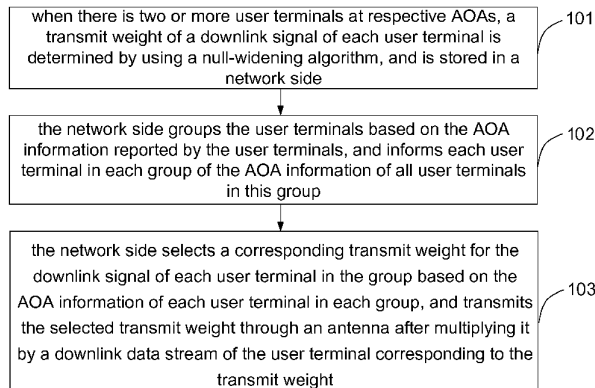 when there is two or more user terminals at respective AOAs, a
transmit weight of a downlink signal of each user terminal is
determined by using a null-widening algorithm, and is stored in a
network side
101
the network side groups the user terminals based on the AOA
information reported by the user terminals, and informs each user
terminal in each group of the AOA information of all user terminals
in this group
102
the network side selects a corresponding transmit weight for the
downlink signal of each user terminal in the group based on the
AOA information of each user terminal in each group, and transmits
the selected transmit weight through an antenna after multiplying it
by a downlink data stream of the user terminal corresponding to the
transmit weight
103